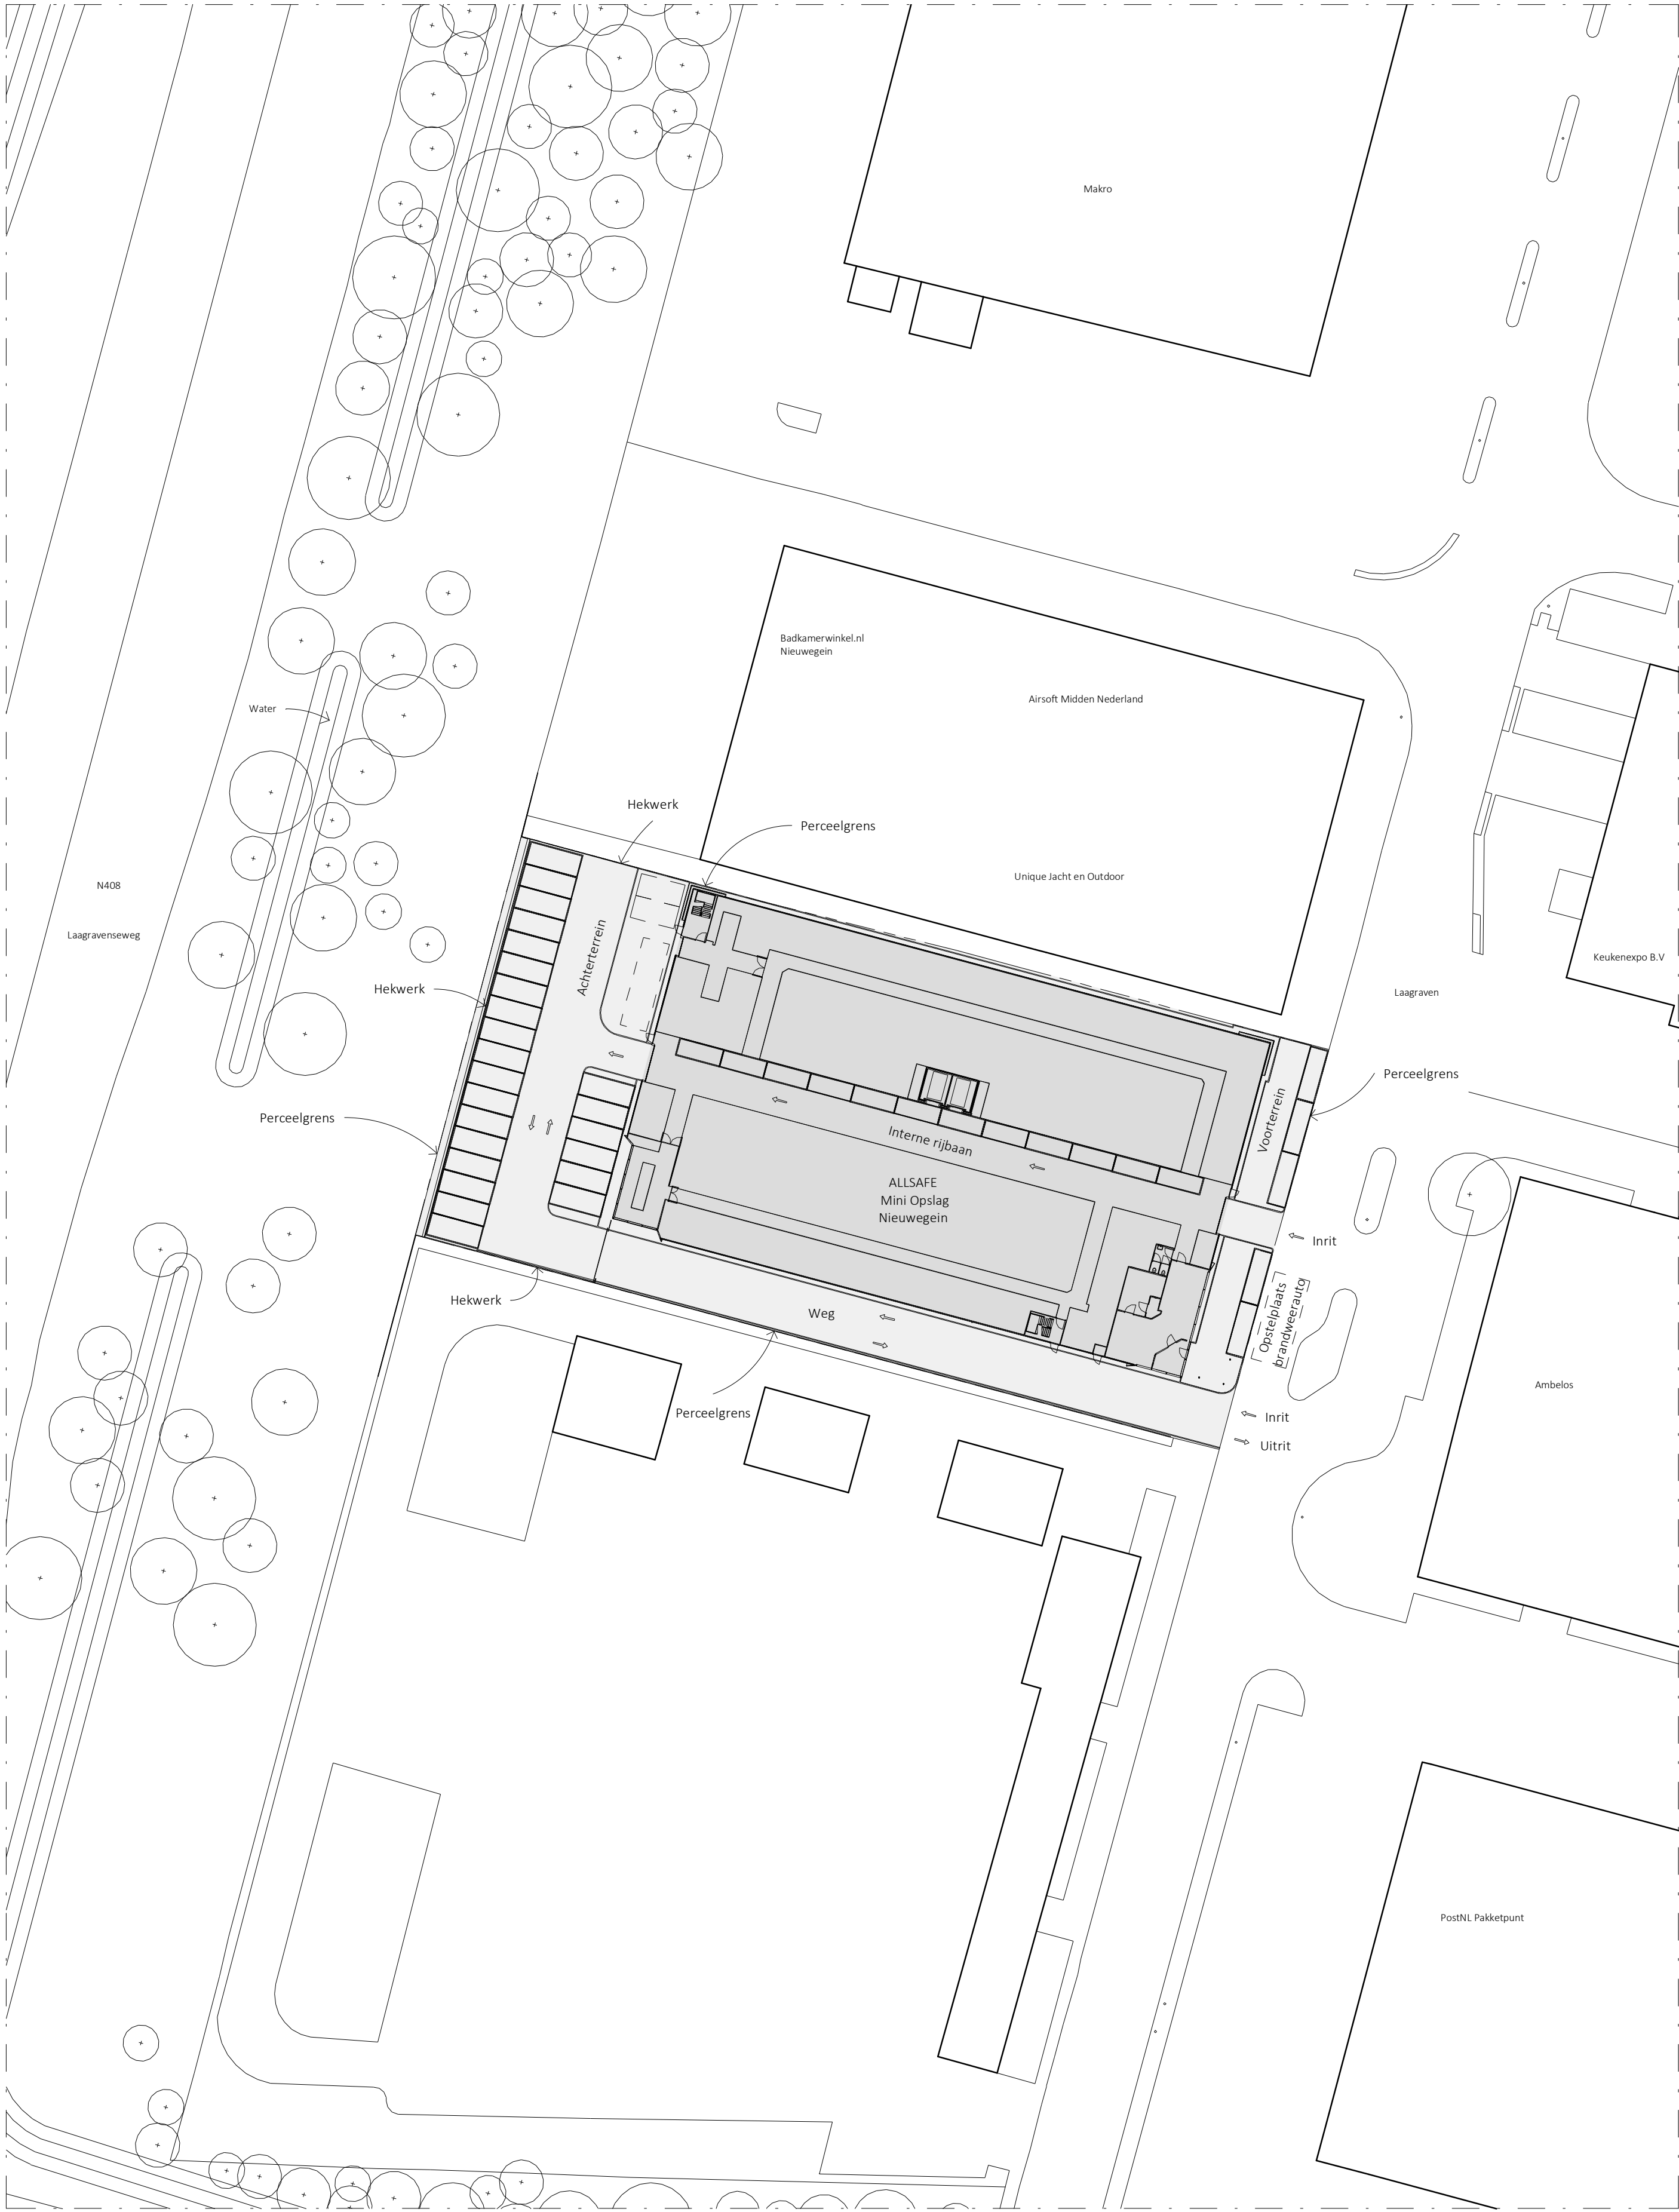 Makro
Badkamerwinkel.nl
Nieuwegein
Airsoft Midden Nederland
Water
Hekwerk
Perceelgrens
Unique Jacht en Outdoor
N408
Laagravenseweg
Achterterrein
Keukenexpo B.V
Hekwerk
Laagraven
Perceelgrens
Perceelgrens
Voorterrein
Interne rijbaan
ALLSAFE
Mini Opslag
Nieuwegein
Inrit
Hekwerk
Weg
Opstelplaats
brandweerauto
Ambelos
Perceelgrens
Inrit
Uitrit
PostNL Pakketpunt